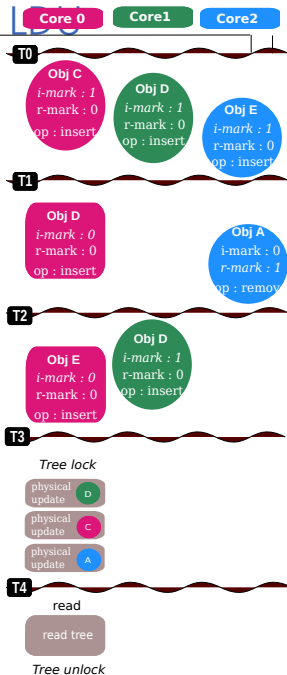 LDU
Core 0
Core1
Core2
T0
Obj C
i-mark : 1
r-mark : 0
op : insert
Obj D
i-mark : 1
r-mark : 0
op : insert
Obj E
i-mark : 1
r-mark : 0
op : insert
T1
Obj D
i-mark : 0
r-mark : 0
op : insert
Obj A
i-mark : 0
r-mark : 1
op : remov
T2
Obj E
i-mark : 0
r-mark : 0
op : insert
Obj D
i-mark : 1
r-mark : 0
op : insert
T3
Tree lock
physical
update
D
physical
update
C
physical
update
A
T4
read
read tree
Tree unlock